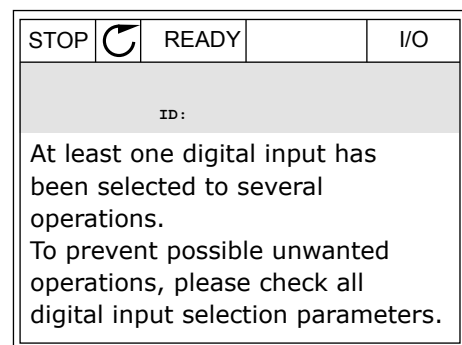 STOP READY I/O
ID:
At least one digital input has
been selected to several
operations.
To prevent possible unwanted
operations, please check all
digital input selection parameters.